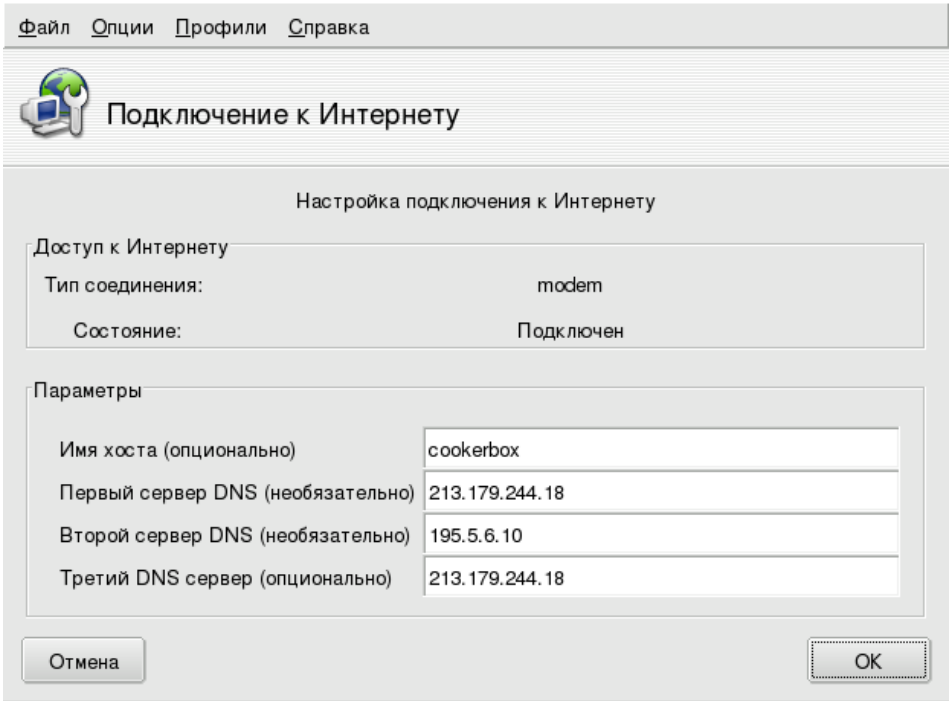 Файл Опции Профили Справка
Подключение к Интернету
Настройка подключения к Интернету
Доступ к Интернету
Тип соединения: modem
Состояние: Подключен
Параметры
Имя хоста (опционально) cookerbox
Первый сервер DNS (необязательно) 213.179.244.18
Второй сервер DNS (необязательно) 195.5.6.10
Третий DNS сервер (опционально) 213.179.244.18
Отмена OK